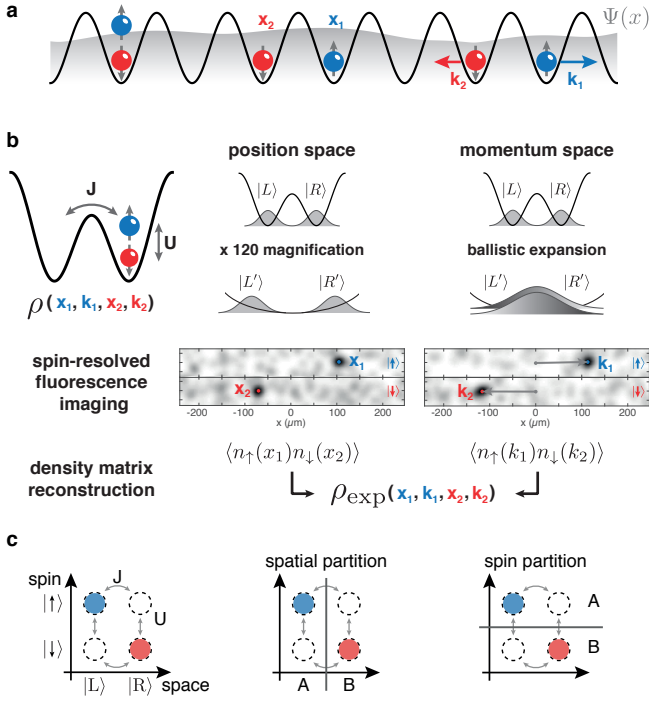 a
x₂ x₁ Ψ(x)
k₂ k₁
b
position space momentum space
J
|L⟩ |R⟩ |L⟩ |R⟩
U
x 120 magnification ballistic expansion
|L'⟩ |R'⟩ |L'⟩ |R'⟩
ρ(x₁, k₁, x₂, k₂)
spin-resolved
fluorescence
imaging
x₁ |↑⟩ k₁ |↑⟩
x₂ |↓⟩ k₂ |↓⟩
-200 -100 0 100 200 -200 -100 0 100 200
x (μm) x (μm)
⟨n↑(x₁)n↓(x₂)⟩ ⟨n↑(k₁)n↓(k₂)⟩
density matrix
reconstruction
ρexp(x₁, k₁, x₂, k₂)
c
spin J spatial partition spin partition
|↑⟩ A
U
|↓⟩ B
|L⟩ |R⟩ space A B